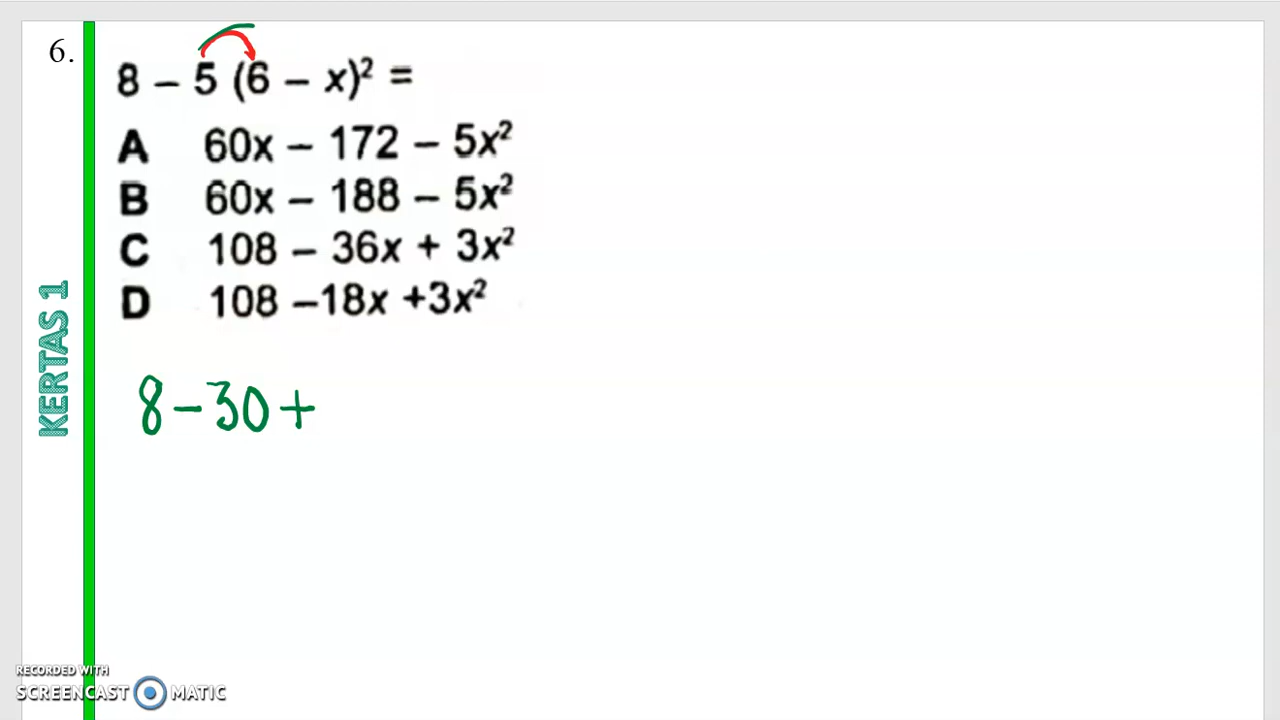 6.
8 – 5 (6 – x)² =
A 60x – 172 – 5x²
B 60x – 188 – 5x²
C 108 – 36x + 3x²
D 108 –18x +3x²
KERTAS 1
8 – 30 +
RECORDED WITH
SCREENCAST MATIC